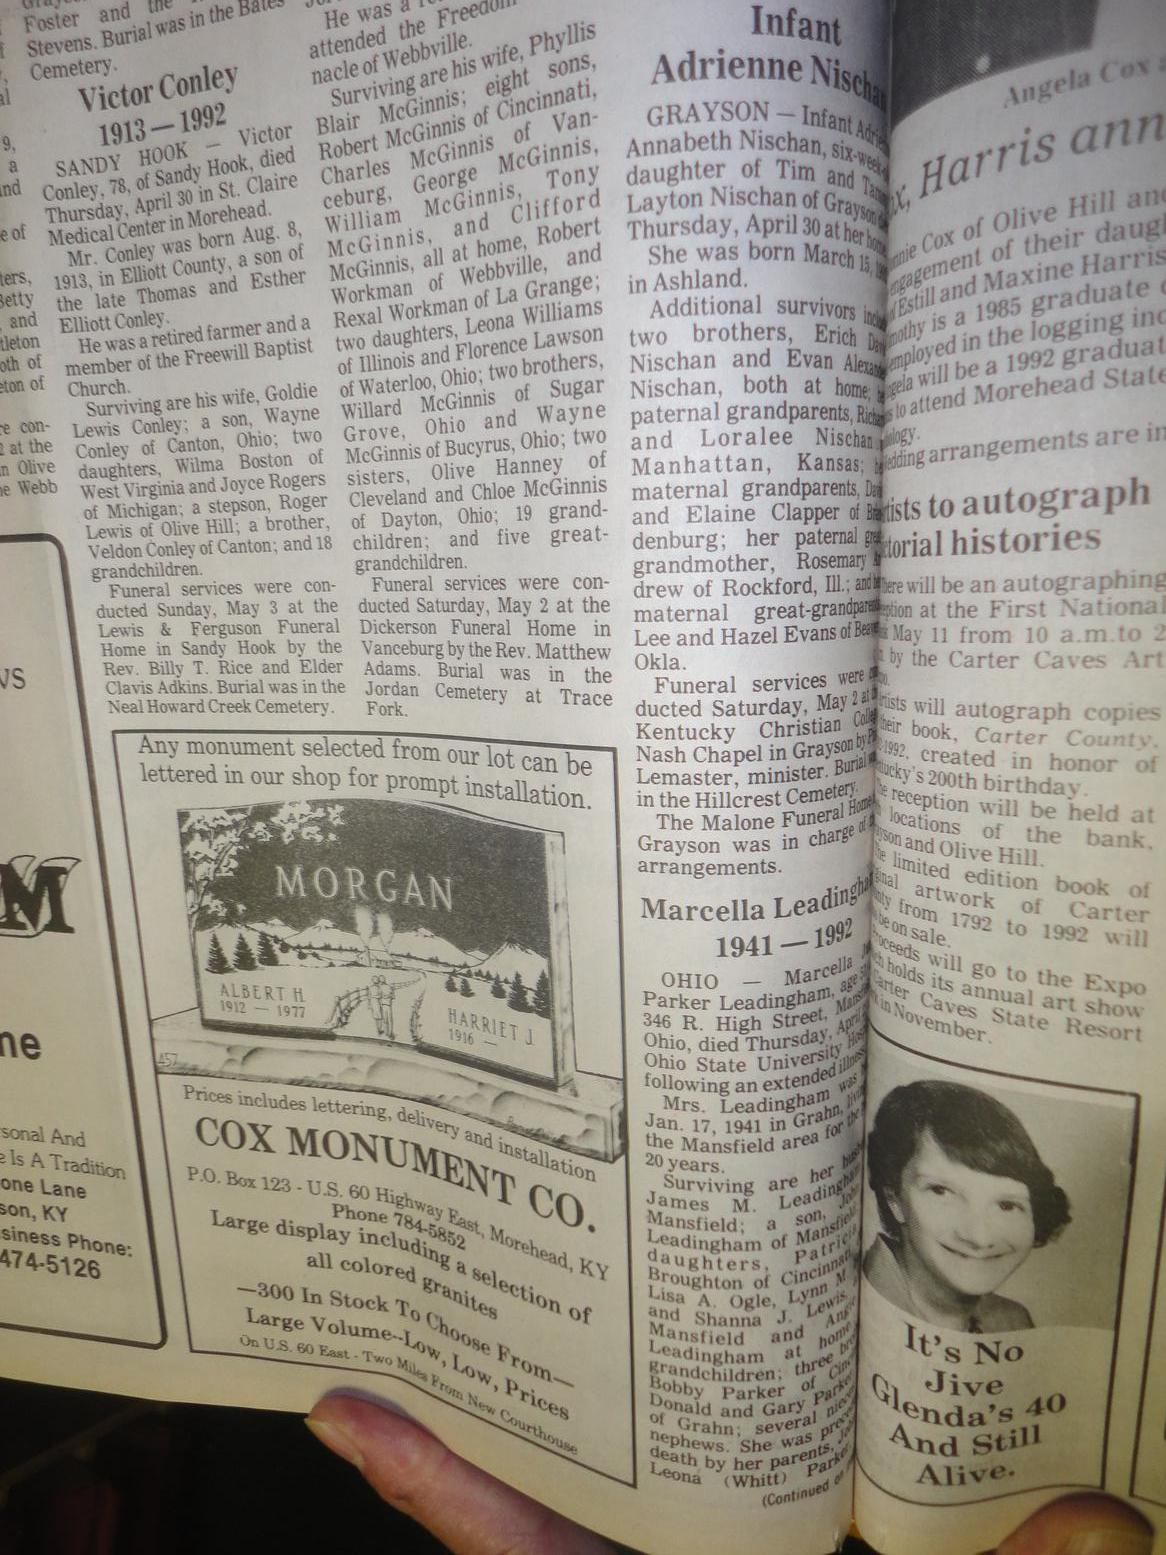 Foster and the
Stevens. Burial was in the Bates
Cemetery.
Victor Conley
1913 — 1992
SANDY HOOK — Victor
Conley, 78, of Sandy Hook, died
Thursday, April 30 in St. Claire
Medical Center in Morehead.
Mr. Conley was born Aug. 8,
1913, in Elliott County, a son of
the late Thomas and Esther
Elliott Conley.
He was a retired farmer and a
member of the Freewill Baptist
Church.
Surviving are his wife, Goldie
Lewis Conley; a son, Wayne
Conley of Canton, Ohio; two
daughters, Wilma Boston of
West Virginia and Joyce Rogers
of Michigan; a stepson, Roger
Lewis of Olive Hill; a brother,
Veldon Conley of Canton; and 18
grandchildren.
Funeral services were con-
ducted Sunday, May 3 at the
Lewis & Ferguson Funeral
Home in Sandy Hook by the
Rev. Billy T. Rice and Elder
Clavis Adkins. Burial was in the
Neal Howard Creek Cemetery.
He was a
attended the Freedom
nacle of Webbville.
Surviving are his wife, Phyllis
Blair McGinnis; eight sons,
Robert McGinnis of Cincinnati,
Charles McGinnis of Van-
ceburg, George McGinnis,
William McGinnis, Tony
McGinnis, and Clifford
McGinnis, all at home, Robert
Workman of Webbville, and
Rexal Workman of La Grange;
two daughters, Leona Williams
of Illinois and Florence Lawson
of Waterloo, Ohio; two brothers,
Willard McGinnis of Sugar
Grove, Ohio and Wayne
McGinnis of Bucyrus, Ohio; two
sisters, Olive Hanney of
Cleveland and Chloe McGinnis
of Dayton, Ohio; 19 grand-
children; and five great-
grandchildren.
Funeral services were con-
ducted Saturday, May 2 at the
Dickerson Funeral Home in
Vanceburg by the Rev. Matthew
Adams. Burial was in the
Jordan Cemetery at Trace
Fork.
Any monument selected from our lot can be
lettered in our shop for prompt installation.
MORGAN
ALBERT H.
1912 — 1977
HARRIET J
1916 —
457
Prices includes lettering, delivery and installation
COX MONUMENT CO.
P.O. Box 123 - U.S. 60 Highway East, Morehead, KY
Phone 784-5852
Large display including a selection of
all colored granites
—300 In Stock To Choose From—
Large Volume--Low, Low, Prices
On U.S. 60 East - Two Miles From New Courthouse
Infant
Adrienne Nischan
GRAYSON — Infant
Annabeth Nischan,
daughter of Tim and
Layton Nischan of Grayson
Thursday, April 30 at her
She was born March 15,
in Ashland.
Additional survivors
two brothers, Erich
Nischan and Evan
Nischan, both at home;
paternal grandparents,
and Loralee Nischan
Manhattan, Kansas;
maternal grandparents,
and Elaine Clapper of
denburg; her paternal
grandmother, Rosemary
drew of Rockford, Ill.;
maternal
Lee and Hazel Evans of
Okla.
Funeral services were
ducted Saturday, May 2
Kentucky Christian
Nash Chapel in Grayson by
Lemaster, minister. Burial
in the Hillcrest Cemetery.
The Malone Funeral Home
Grayson was in charge of
arrangements.
Marcella Leadingham
1941 — 1992
OHIO — Marcella
Parker Leadingham, age
346 R. High Street,
Ohio, died Thursday, April
Ohio State University
following an extended illness
Mrs. Leadingham was
Jan. 17, 1941 in Grahn,
the Mansfield area for the
20 years.
Surviving are her
James M. Leadingham
Mansfield; a son,
Leadingham of Mansfield
daughters,
Broughton of Cincinnati
Lisa A. Ogle, Lynn M
and Shanna J. Lewis,
Mansfield and
Leadingham at home
grandchildren; three
Bobby Parker of
Donald and Gary Parker
of Grahn; several
nephews. She was
death by her parents,
Leona (Whitt) Parker
(Continued
Angela Cox
Harris
Cox of Olive Hill
of their
Estill and Maxine Harris
is a 1985 graduate
employed in the logging
will be a 1992
to attend Morehead State
arrangements are in
to autograph
histories
will be an autographing
at the First National
May 11 from 10 a.m.to 2
by the Carter Caves Art
will autograph copies
their book, Carter County,
1992, created in honor of
200th birthday.
reception will be held at
locations of the bank,
and Olive Hill.
limited edition book of
artwork of Carter
from 1792 to 1992 will
be on sale.
will go to the Expo
holds its annual art show
Caves State Resort
in November.
It's No
Jive
Glenda's 40
And Still
Alive.
Is A Tradition
one Lane
KY
Phone:
474-5126